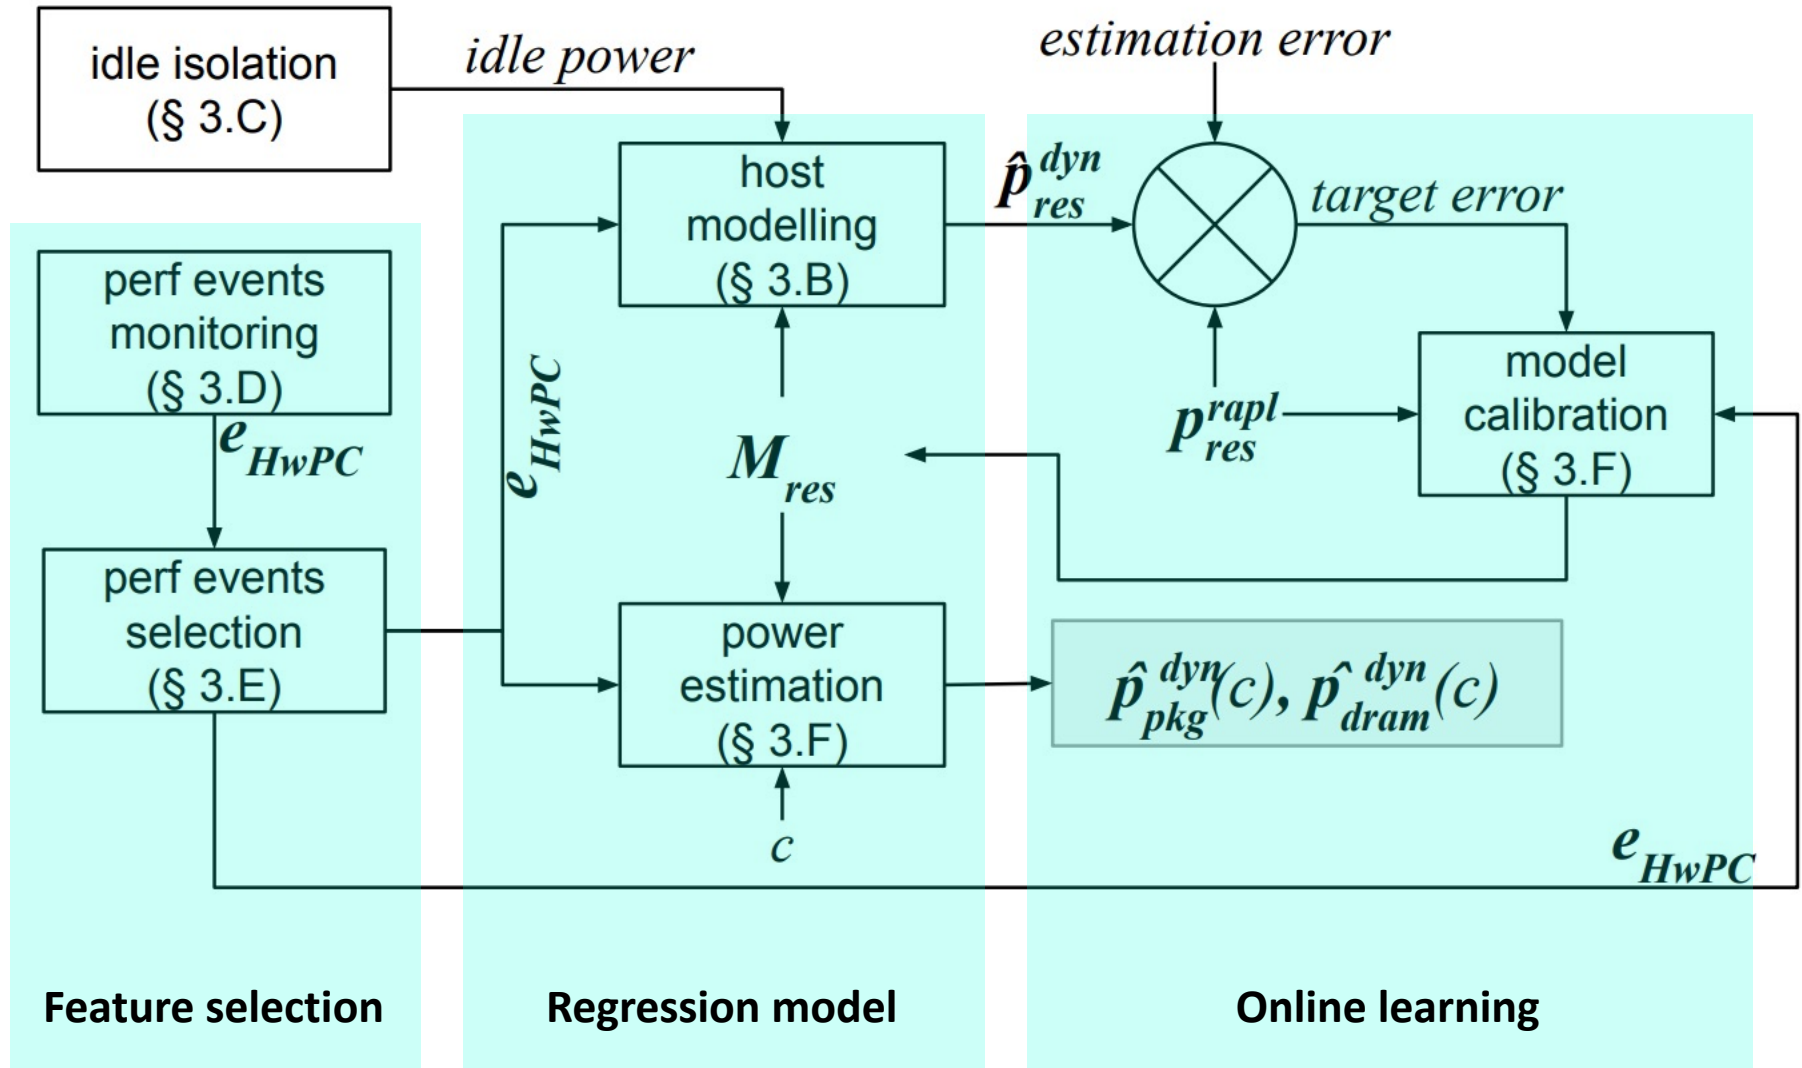 idle isolation
(§ 3.C)
idle power
estimation error
host
modelling
(§ 3.B)
p̂ dyn res
target error
perf events
monitoring
(§ 3.D)
e HwPC
e HwPC
M res
p rapl res
model
calibration
(§ 3.F)
perf events
selection
(§ 3.E)
power
estimation
(§ 3.F)
p̂ dyn pkg (c), p̂ dyn dram (c)
c
e HwPC
Feature selection
Regression model
Online learning